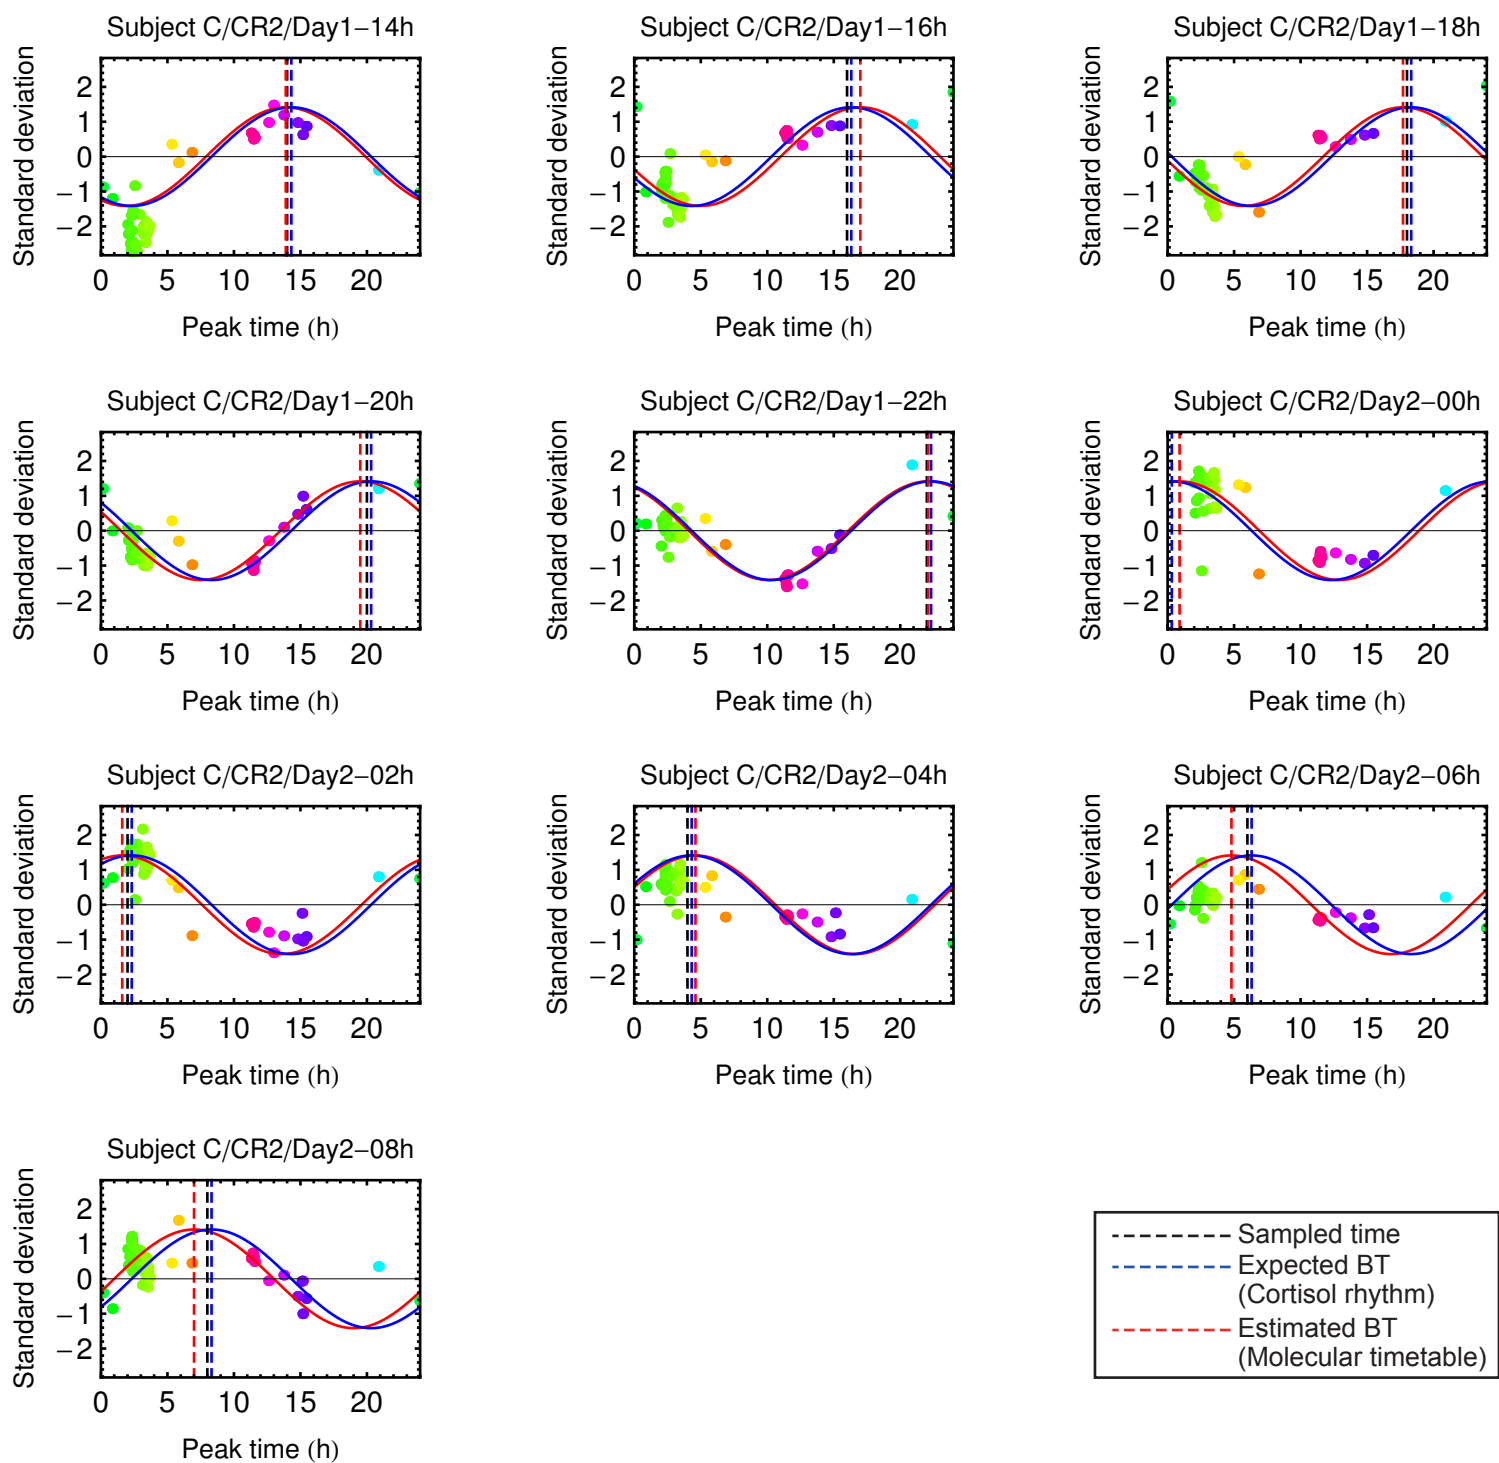 Subject C/CR2/Day1−14h
Standard deviation
2
1
0
−1
−2
0 5 10 15 20
Peak time (h)
Subject C/CR2/Day1−16h
Standard deviation
2
1
0
−1
−2
0 5 10 15 20
Peak time (h)
Subject C/CR2/Day1−18h
Standard deviation
2
1
0
−1
−2
0 5 10 15 20
Peak time (h)
Subject C/CR2/Day1−20h
Standard deviation
2
1
0
−1
−2
0 5 10 15 20
Peak time (h)
Subject C/CR2/Day1−22h
Standard deviation
2
1
0
−1
−2
0 5 10 15 20
Peak time (h)
Subject C/CR2/Day2−00h
Standard deviation
2
1
0
−1
−2
0 5 10 15 20
Peak time (h)
Subject C/CR2/Day2−02h
Standard deviation
2
1
0
−1
−2
0 5 10 15 20
Peak time (h)
Subject C/CR2/Day2−04h
Standard deviation
2
1
0
−1
−2
0 5 10 15 20
Peak time (h)
Subject C/CR2/Day2−06h
Standard deviation
2
1
0
−1
−2
0 5 10 15 20
Peak time (h)
Subject C/CR2/Day2−08h
Standard deviation
2
1
0
−1
−2
0 5 10 15 20
Peak time (h)
Sampled time
Expected BT
(Cortisol rhythm)
Estimated BT
(Molecular timetable)